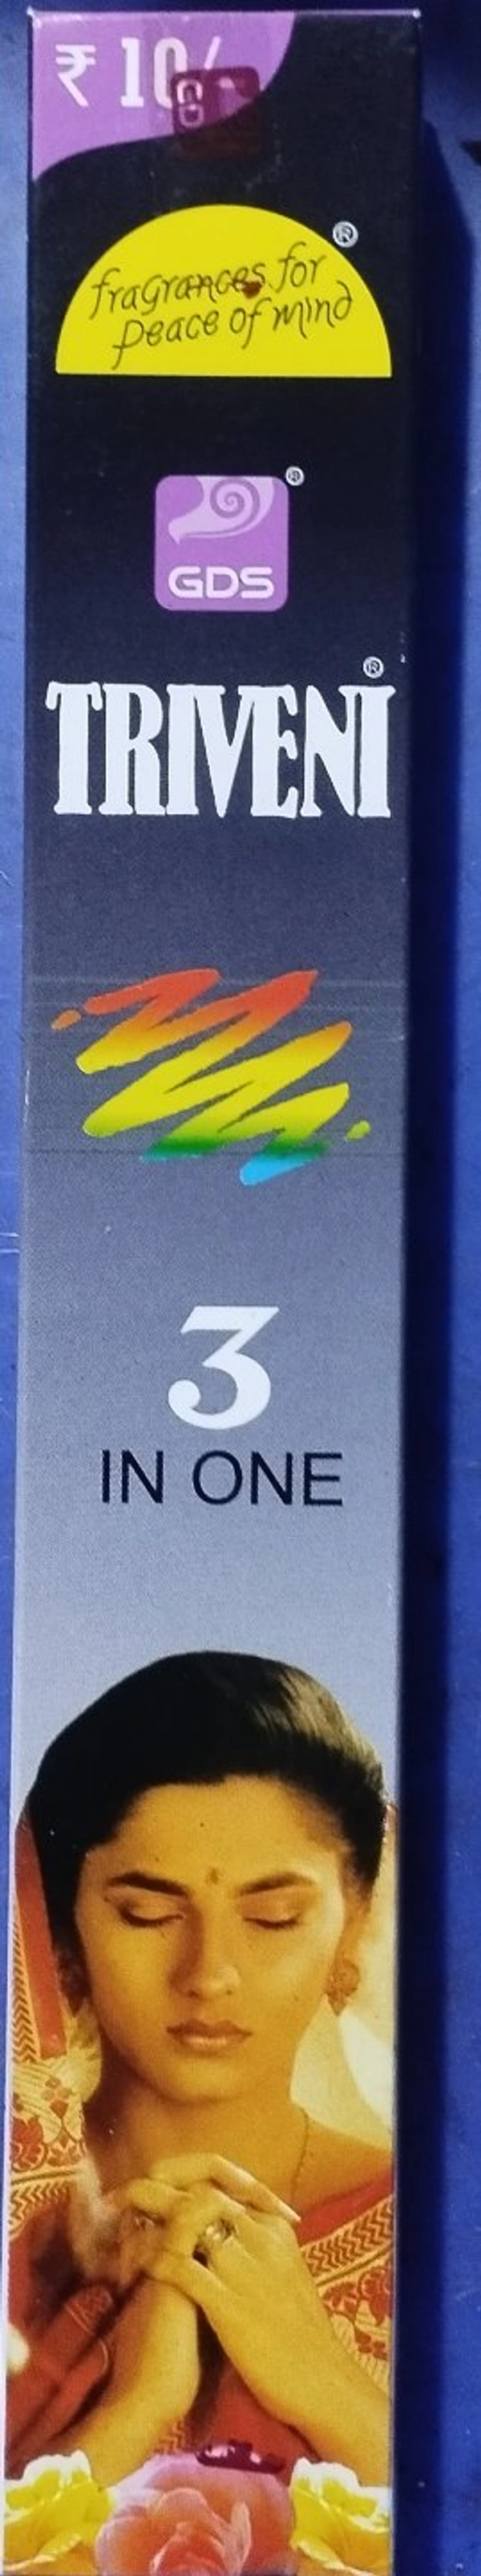 ₹ 10/
fragrances for
peace of mind
®
GDS
®
TRIVENI
®
3
IN ONE